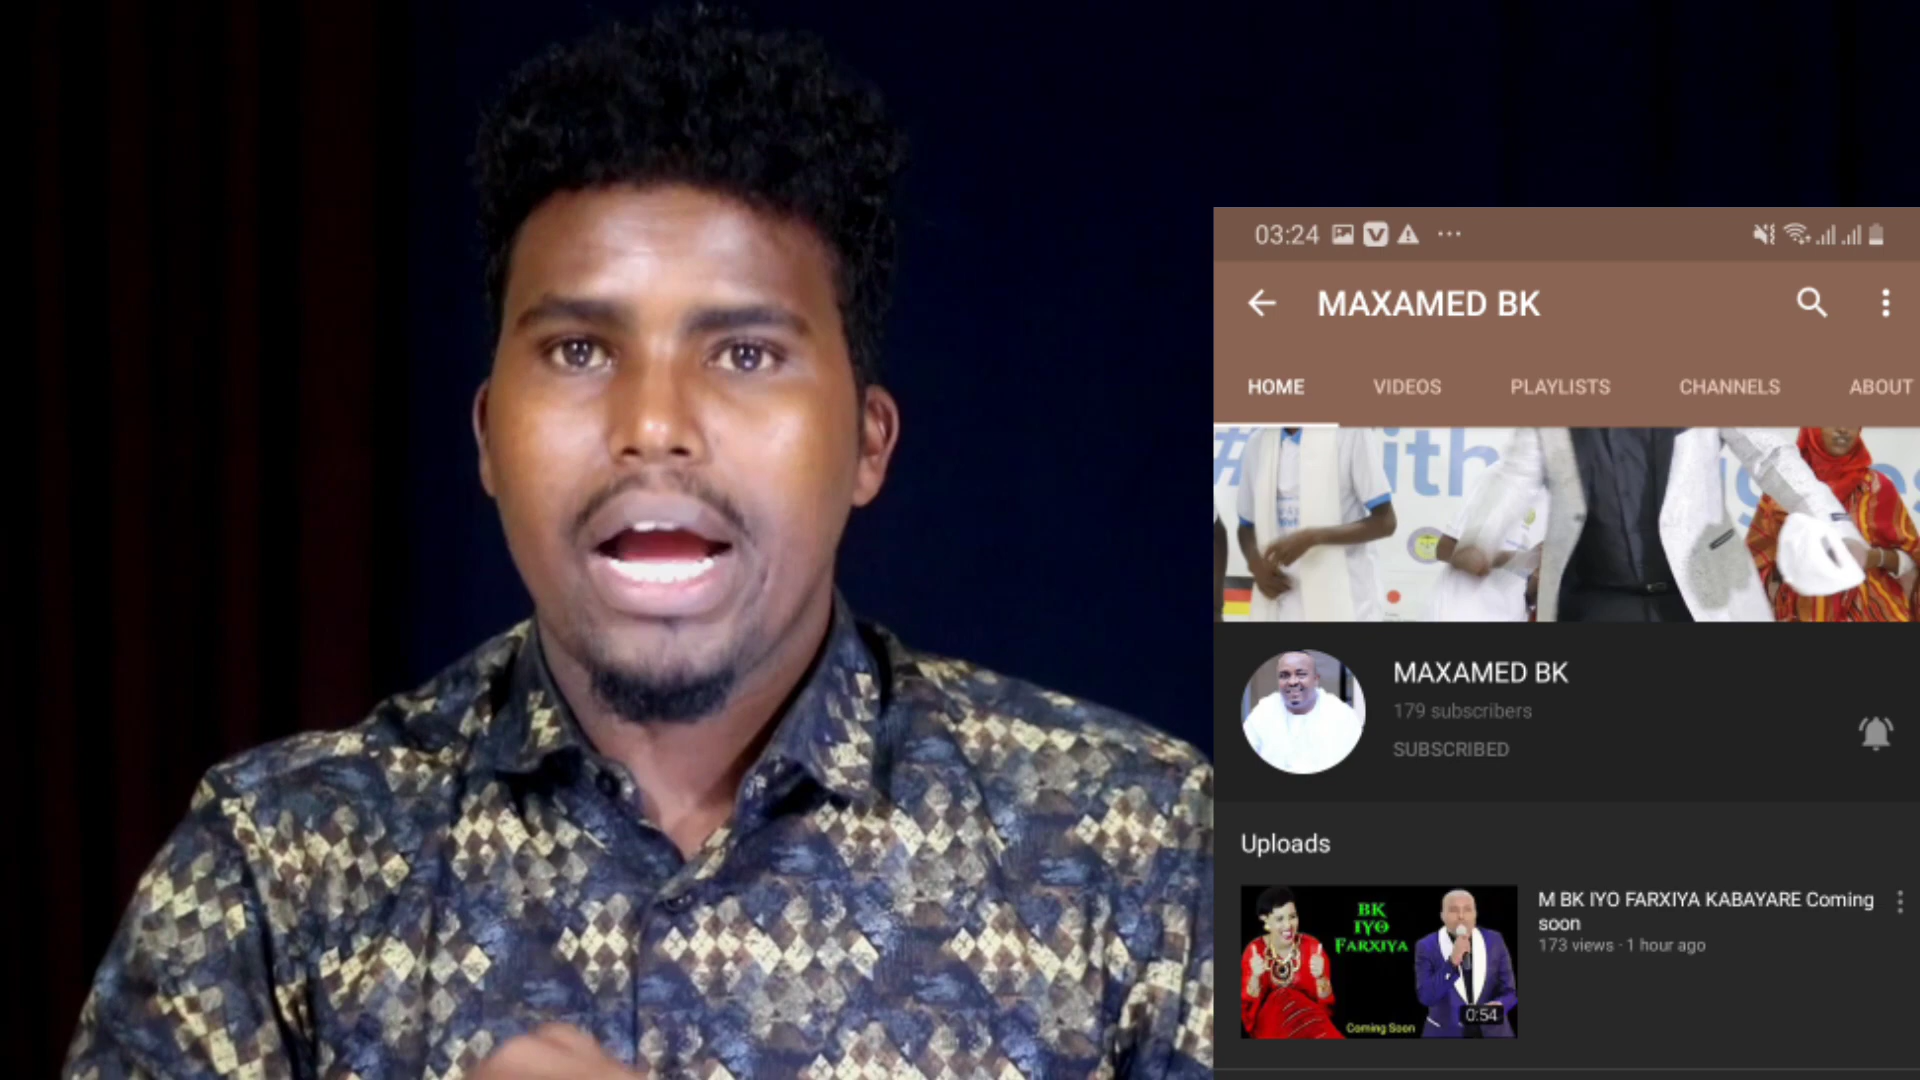 03:24
MAXAMED BK
HOME VIDEOS PLAYLISTS CHANNELS ABOUT
#
ith
MAXAMED BK
179 subscribers
SUBSCRIBED
Uploads
BK
IYO
FARXIYA
Coming Soon
0:54
M BK IYO FARXIYA KABAYARE Coming
soon
173 views · 1 hour ago